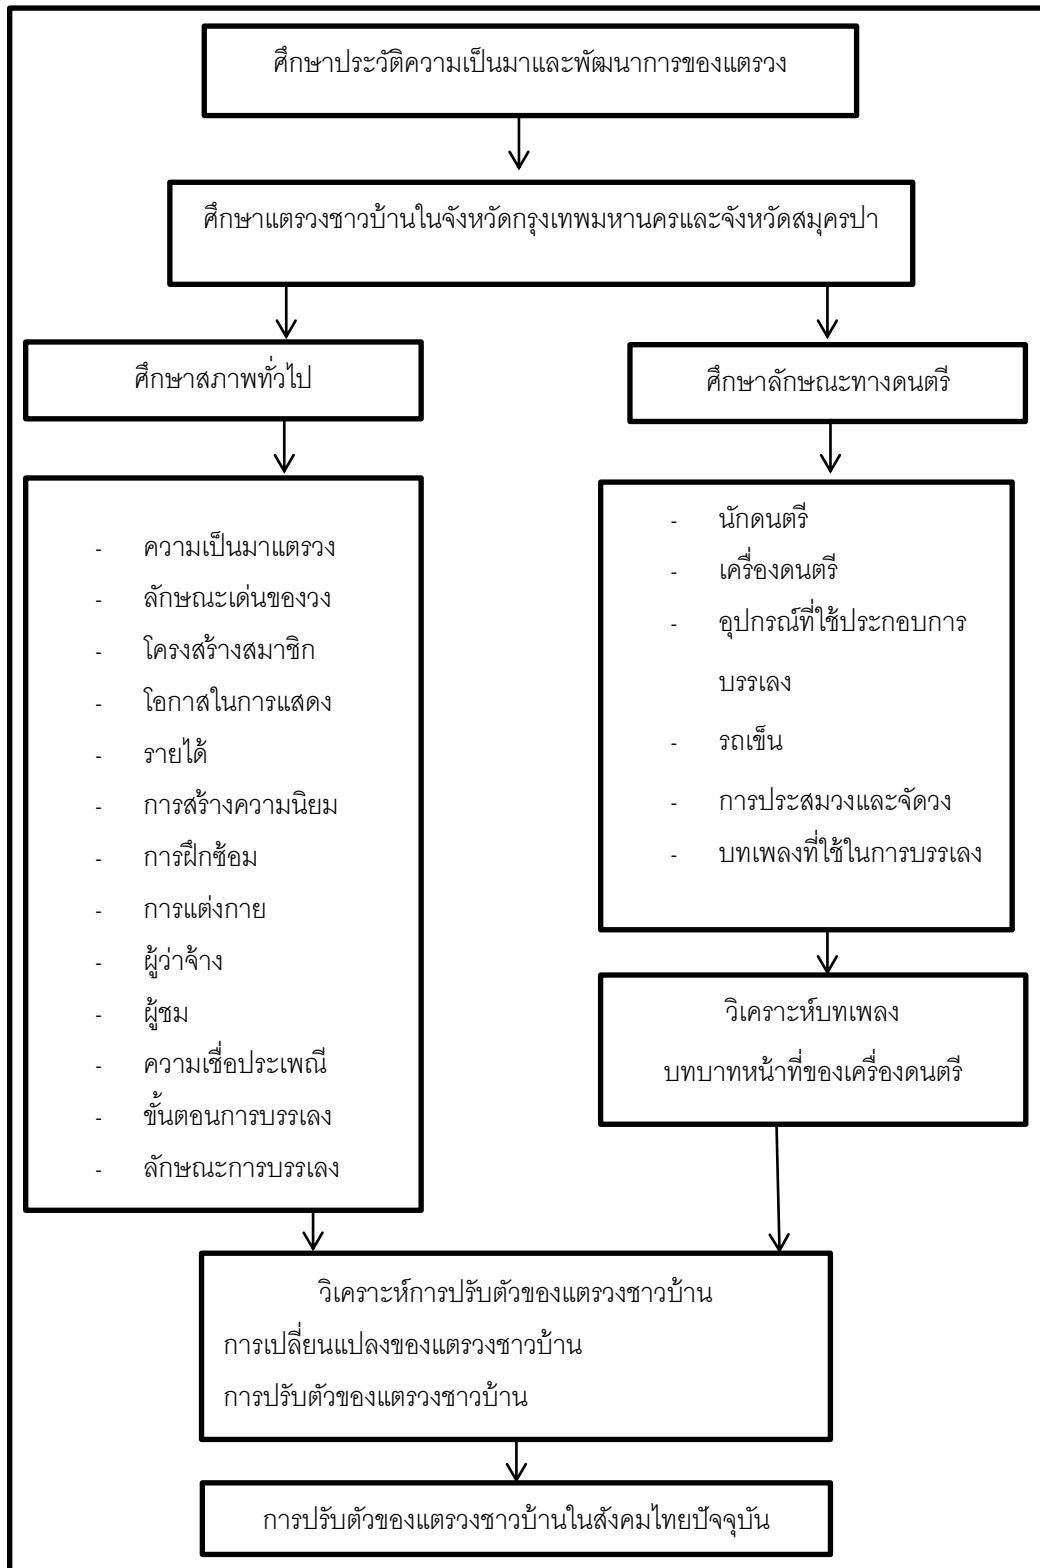 ศึกษาประวัติความเป็นมาและพัฒนาการของแตรวง
ศึกษาแตรวงชาวบ้านในจังหวัดกรุงเทพมหานครและจังหวัดสมุครปา
ศึกษาสภาพทั่วไป
- ความเป็นมาแตรวง
- ลักษณะเด่นของวง
- โครงสร้างสมาชิก
- โอกาสในการแสดง
- รายได้
- การสร้างความนิยม
- การฝึกซ้อม
- การแต่งกาย
- ผู้ว่าจ้าง
- ผู้ชม
- ความเชื่อประเพณี
- ขั้นตอนการบรรเลง
- ลักษณะการบรรเลง
ศึกษาลักษณะทางดนตรี
- นักดนตรี
- เครื่องดนตรี
- อุปกรณ์ที่ใช้ประกอบการ
บรรเลง
- รถเข็น
- การประสมวงและจัดวง
- บทเพลงที่ใช้ในการบรรเลง
วิเคราะห์บทเพลง
บทบาทหน้าที่ของเครื่องดนตรี
วิเคราะห์การปรับตัวของแตรวงชาวบ้าน
การเปลี่ยนแปลงของแตรวงชาวบ้าน
การปรับตัวของแตรวงชาวบ้าน
การปรับตัวของแตรวงชาวบ้านในสังคมไทยปัจจุบัน